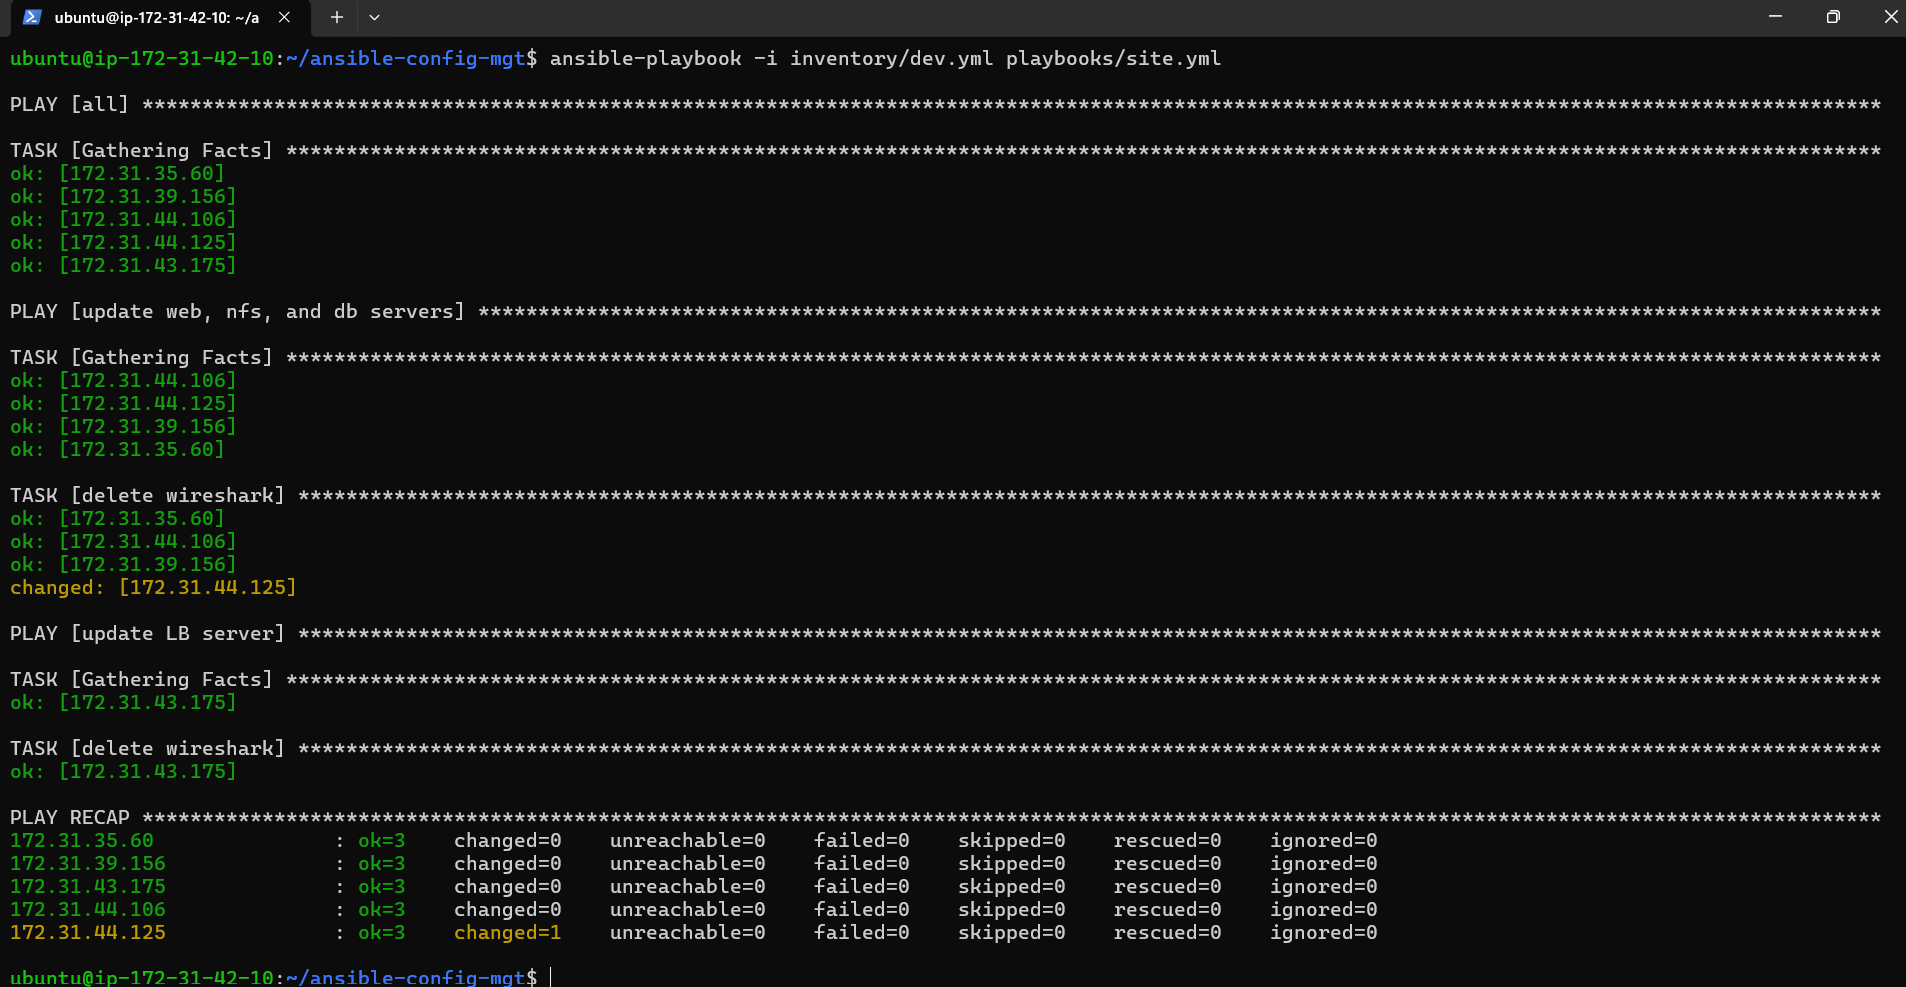 ubuntu@ip-172-31-42-10: ~/a
ubuntu@ip-172-31-42-10:~/ansible-config-mgt$ ansible-playbook -i inventory/dev.yml playbooks/site.yml
PLAY [all] *************************************************************************************************************************************************
TASK [Gathering Facts] *************************************************************************************************************************************
ok: [172.31.35.60]
ok: [172.31.39.156]
ok: [172.31.44.106]
ok: [172.31.44.125]
ok: [172.31.43.175]
PLAY [update web, nfs, and db servers] *********************************************************************************************************************
TASK [Gathering Facts] *************************************************************************************************************************************
ok: [172.31.44.106]
ok: [172.31.44.125]
ok: [172.31.39.156]
ok: [172.31.35.60]
TASK [delete wireshark] ************************************************************************************************************************************
ok: [172.31.35.60]
ok: [172.31.44.106]
ok: [172.31.39.156]
changed: [172.31.44.125]
PLAY [update LB server] ************************************************************************************************************************************
TASK [Gathering Facts] *************************************************************************************************************************************
ok: [172.31.43.175]
TASK [delete wireshark] ************************************************************************************************************************************
ok: [172.31.43.175]
PLAY RECAP *************************************************************************************************************************************************
172.31.35.60 : ok=3 changed=0 unreachable=0 failed=0 skipped=0 rescued=0 ignored=0
172.31.39.156 : ok=3 changed=0 unreachable=0 failed=0 skipped=0 rescued=0 ignored=0
172.31.43.175 : ok=3 changed=0 unreachable=0 failed=0 skipped=0 rescued=0 ignored=0
172.31.44.106 : ok=3 changed=0 unreachable=0 failed=0 skipped=0 rescued=0 ignored=0
172.31.44.125 : ok=3 changed=1 unreachable=0 failed=0 skipped=0 rescued=0 ignored=0
ubuntu@ip-172-31-42-10:~/ansible-config-mgt$